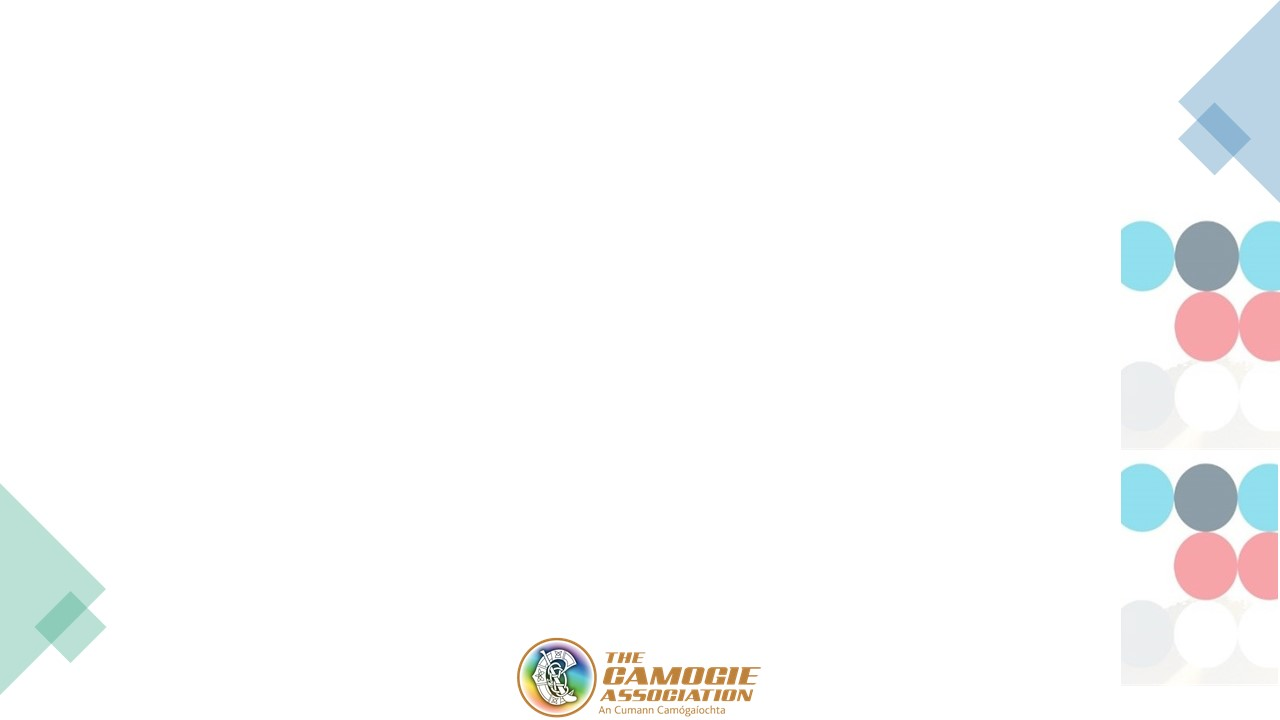 THE
CAMOGIE
ASSOCIATION
An Cumann Camógaíochta